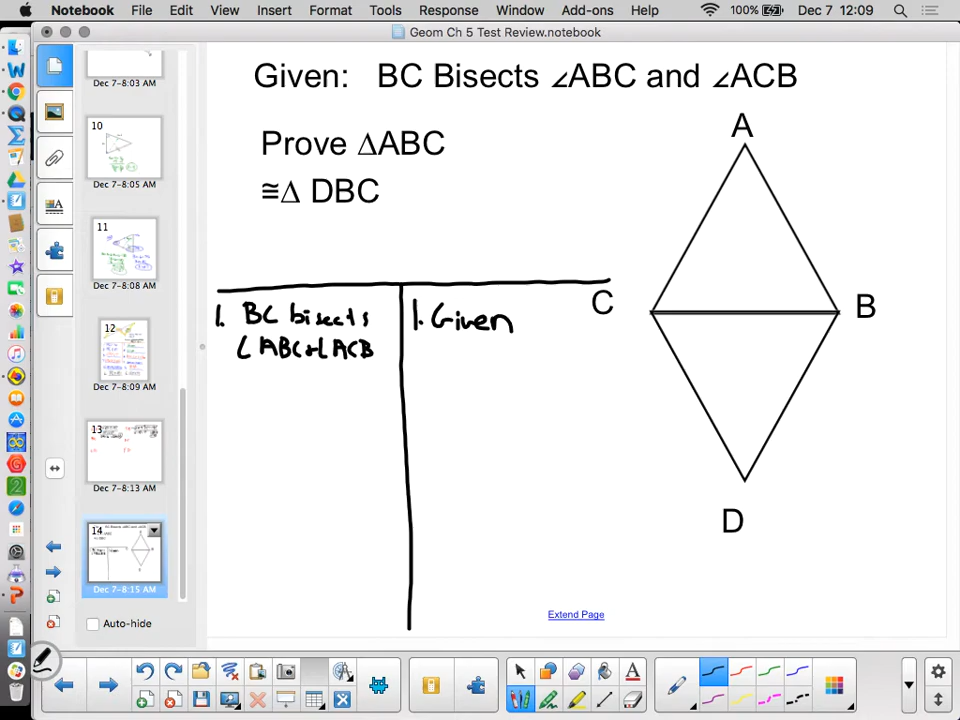 Notebook File Edit View Insert Format Tools Response Window Add-ons Help 100% Dec 7 12:09
Geom Ch 5 Test Review.notebook
Dec 7-8:03 AM
10
Dec 7-8:05 AM
11
Dec 7-8:08 AM
12
Dec 7-8:09 AM
13
Dec 7-8:13 AM
14
Dec 7-8:15 AM
Auto-hide
Given: BC Bisects ∠ABC and ∠ACB
Prove △ABC
≅△ DBC
1. BC bisects
∠ABC+∠ACB
1. Given
A
C
B
D
Extend Page